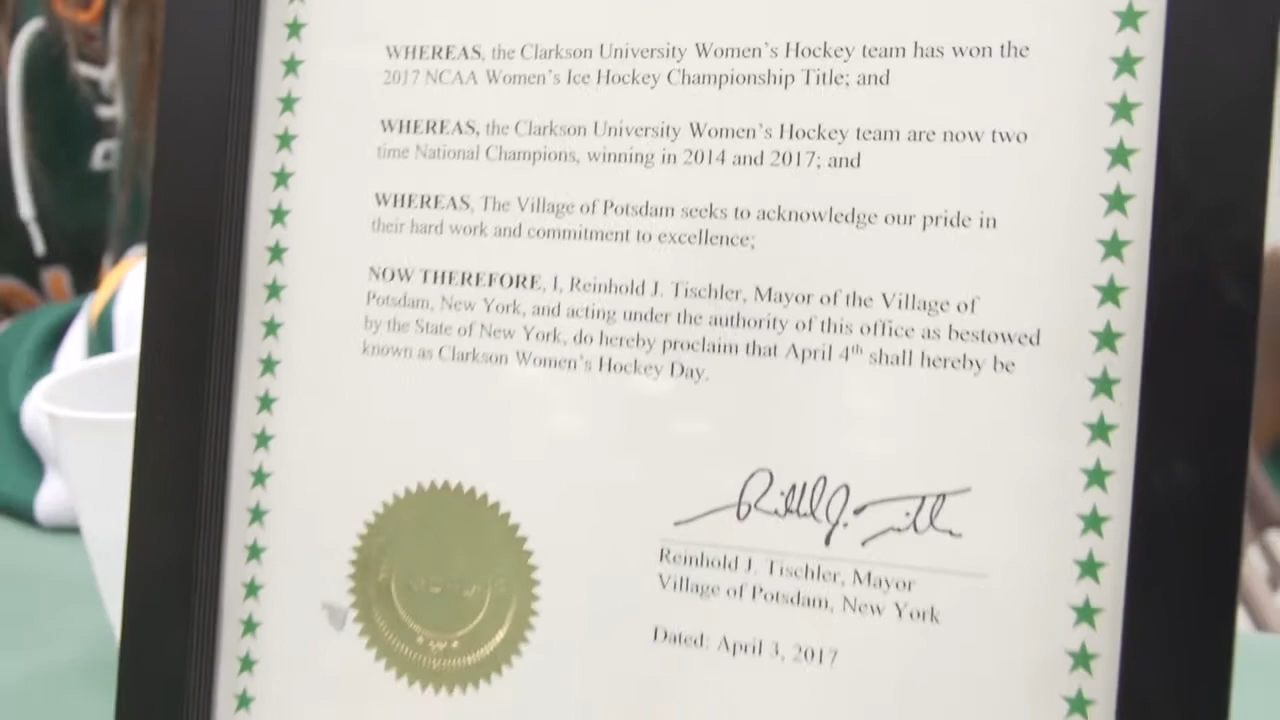 WHEREAS, the Clarkson University Women's Hockey team has won the
2017 NCAA Women's Ice Hockey Championship Title; and
WHEREAS, the Clarkson University Women's Hockey team are now two
time National Champions, winning in 2014 and 2017; and
WHEREAS, The Village of Potsdam seeks to acknowledge our pride in
their hard work and commitment to excellence;
NOW THEREFORE, I, Reinhold J. Tischler, Mayor of the Village of
Potsdam, New York, and acting under the authority of this office as bestowed
by the State of New York, do hereby proclaim that April 4th shall hereby be
known as Clarkson Women's Hockey Day.
Reinhold J. Tischler, Mayor
Village of Potsdam, New York
Dated: April 3, 2017